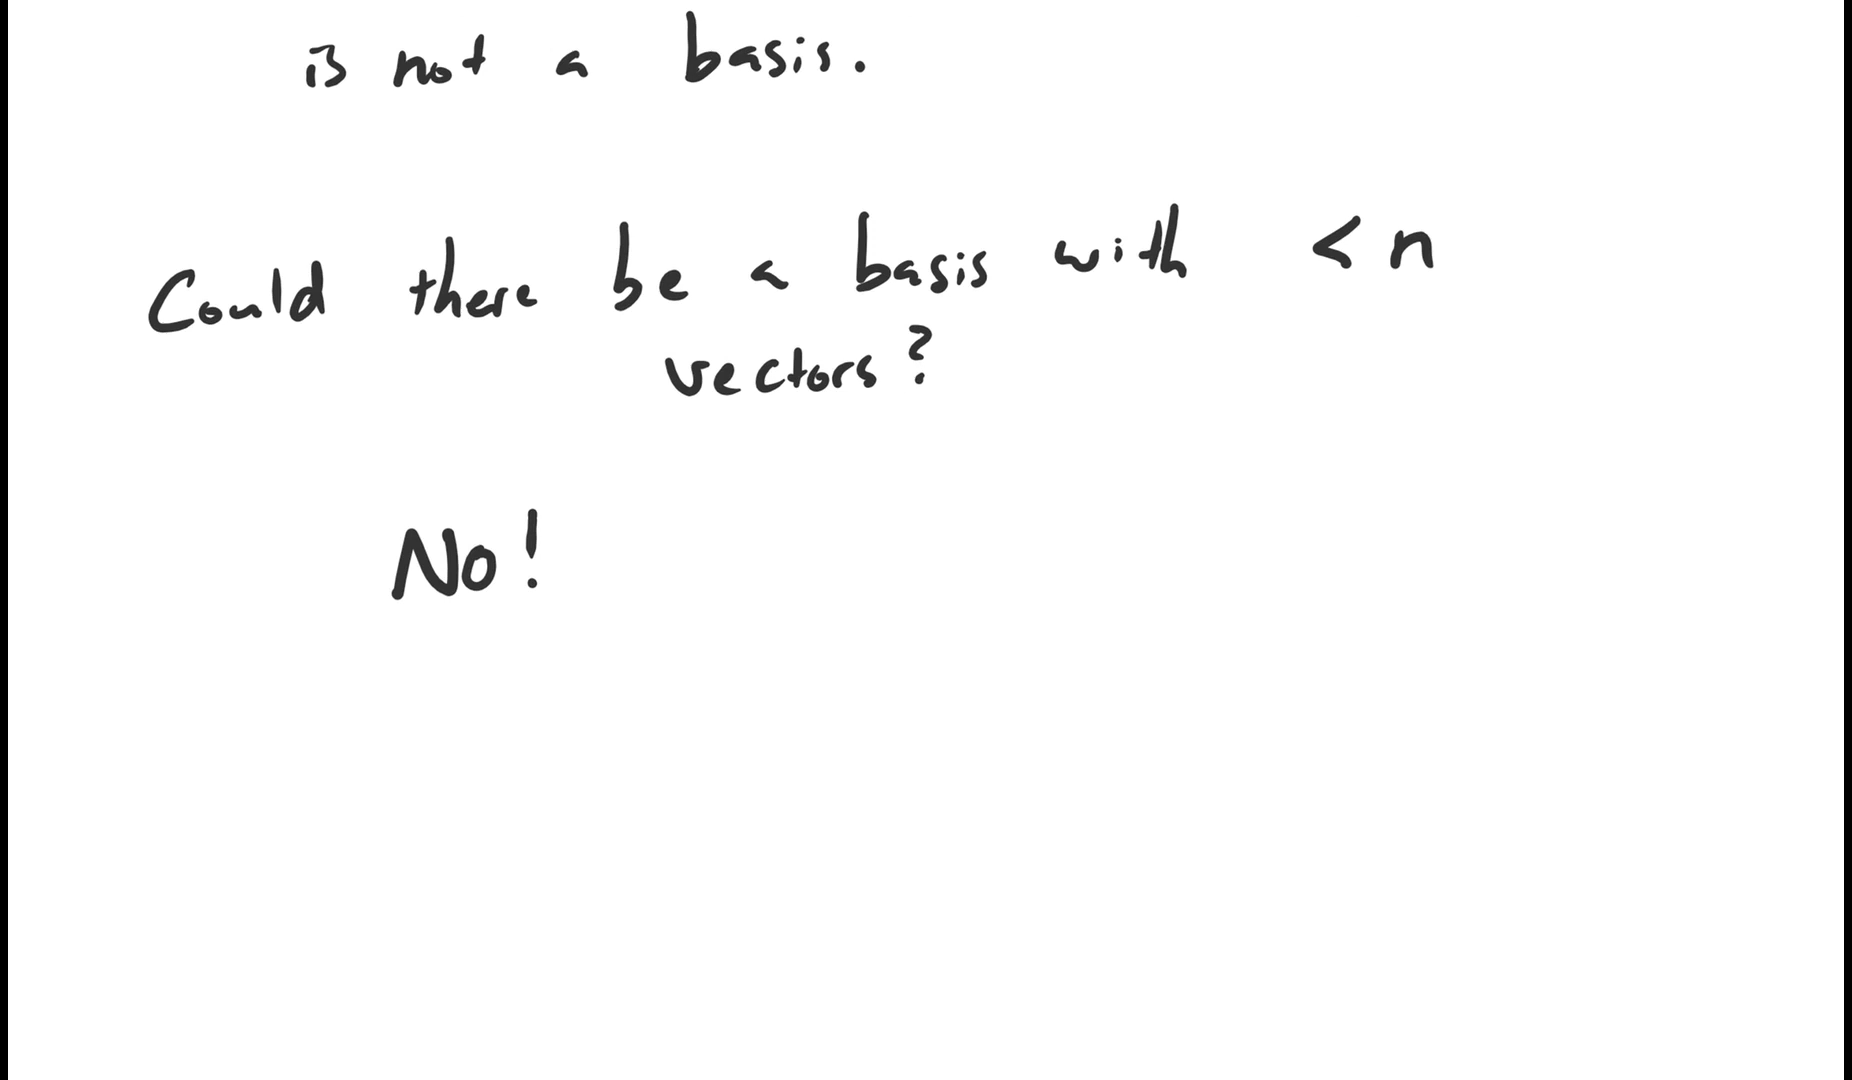 is not a basis.
Could there be a basis with < n
vectors?
No!